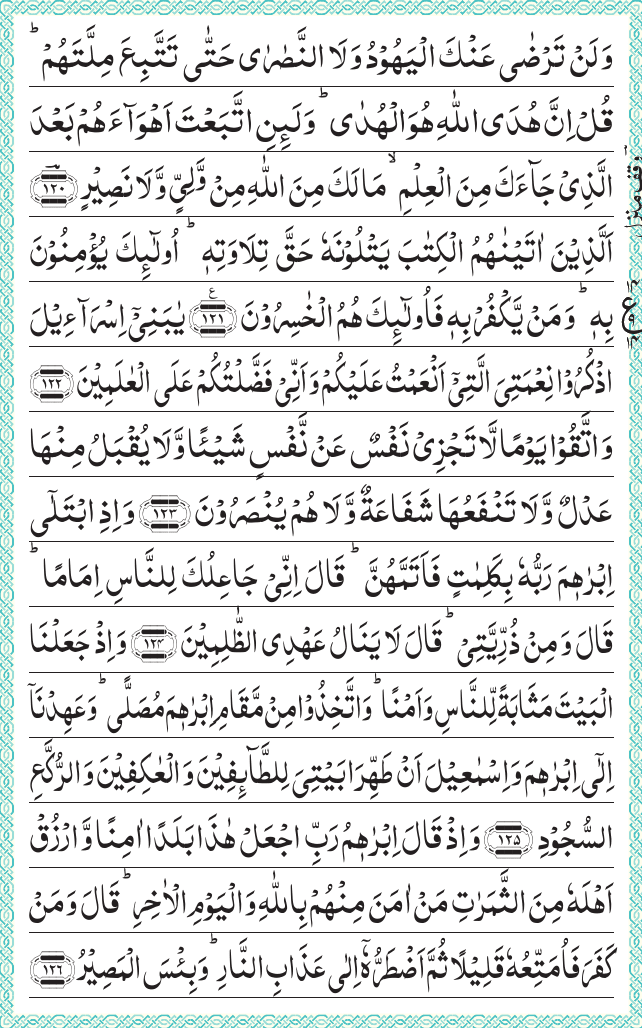 وَلَنْ تَرْضٰى عَنْكَ الْيَهُوْدُ وَلَا النَّصٰرٰى حَتّٰى تَتَّبِعَ مِلَّتَهُمْ ؕ
قُلْ اِنَّ هُدَى اللّٰهِ هُوَ الْهُدٰى ؕ وَلَئِنِ اتَّبَعْتَ اَهْوَآءَهُمْ بَعْدَ
الَّذِىْ جَآءَكَ مِنَ الْعِلْمِ ۙ مَا لَكَ مِنَ اللّٰهِ مِنْ وَّلِىٍّ وَّلَا نَصِيْرٍ ﴿۱۲۰﴾
اَلَّذِيْنَ اٰتَيْنٰهُمُ الْكِتٰبَ يَتْلُوْنَهٗ حَقَّ تِلَاوَتِهٖ ؕ اُولٰٓئِكَ يُؤْمِنُوْنَ
بِهٖ ؕ وَمَنْ يَّكْفُرْ بِهٖ فَاُولٰٓئِكَ هُمُ الْخٰسِرُوْنَ ﴿۱۲۱﴾ يٰبَنِىْٓ اِسْرَآءِيْلَ
اذْكُرُوْا نِعْمَتِىَ الَّتِىْٓ اَنْعَمْتُ عَلَيْكُمْ وَاَنِّىْ فَضَّلْتُكُمْ عَلَى الْعٰلَمِيْنَ ﴿۱۲۲﴾
وَاتَّقُوْا يَوْمًا لَّا تَجْزِىْ نَفْسٌ عَنْ نَّفْسٍ شَيْئًا وَّلَا يُقْبَلُ مِنْهَا
عَدْلٌ وَّلَا تَنْفَعُهَا شَفَاعَةٌ وَّلَا هُمْ يُنْصَرُوْنَ ﴿۱۲۳﴾ وَاِذِ ابْتَلٰٓى
اِبْرٰهٖمَ رَبُّهٗ بِكَلِمٰتٍ فَاَتَمَّهُنَّ ؕ قَالَ اِنِّىْ جَاعِلُكَ لِلنَّاسِ اِمَامًا ؕ
قَالَ وَمِنْ ذُرِّيَّتِىْ ؕ قَالَ لَا يَنَالُ عَهْدِى الظّٰلِمِيْنَ ﴿۱۲۴﴾ وَاِذْ جَعَلْنَا
الْبَيْتَ مَثَابَةً لِّلنَّاسِ وَاَمْنًا ؕ وَاتَّخِذُوْا مِنْ مَّقَامِ اِبْرٰهٖمَ مُصَلًّى ؕ وَعَهِدْنَآ
اِلٰٓى اِبْرٰهٖمَ وَاِسْمٰعِيْلَ اَنْ طَهِّرَا بَيْتِىَ لِلطَّآئِفِيْنَ وَالْعٰكِفِيْنَ وَالرُّكَّعِ
السُّجُوْدِ ﴿۱۲۵﴾ وَاِذْ قَالَ اِبْرٰهٖمُ رَبِّ اجْعَلْ هٰذَا بَلَدًا اٰمِنًا وَّارْزُقْ
اَهْلَهٗ مِنَ الثَّمَرٰتِ مَنْ اٰمَنَ مِنْهُمْ بِاللّٰهِ وَالْيَوْمِ الْاٰخِرِ ؕ قَالَ وَمَنْ
كَفَرَ فَاُمَتِّعُهٗ قَلِيْلًا ثُمَّ اَضْطَرُّهٗٓ اِلٰى عَذَابِ النَّارِ ؕ وَبِئْسَ الْمَصِيْرُ ﴿۱۲۶﴾